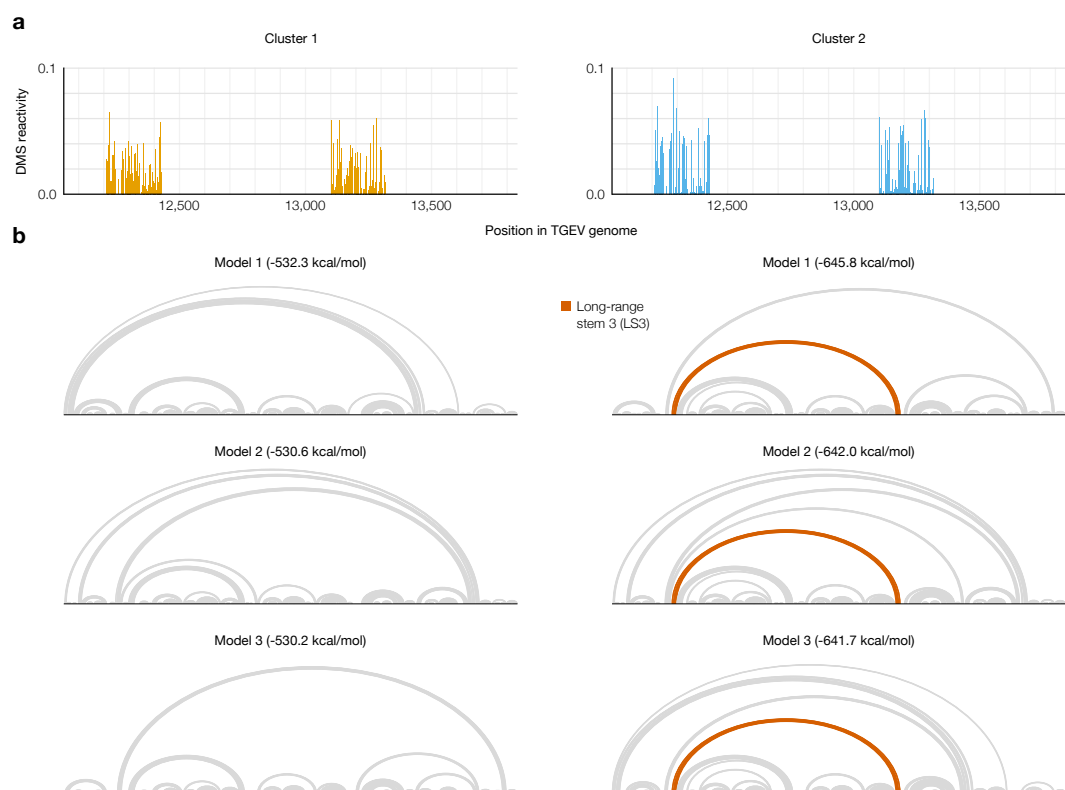 a
Cluster 1
Cluster 2
DMS reactivity
0.1
0.0
12,500
13,000
13,500
0.1
0.0
12,500
13,000
13,500
Position in TGEV genome
b
Model 1 (-532.3 kcal/mol)
Model 1 (-645.8 kcal/mol)
Long-range
stem 3 (LS3)
Model 2 (-530.6 kcal/mol)
Model 2 (-642.0 kcal/mol)
Model 3 (-530.2 kcal/mol)
Model 3 (-641.7 kcal/mol)